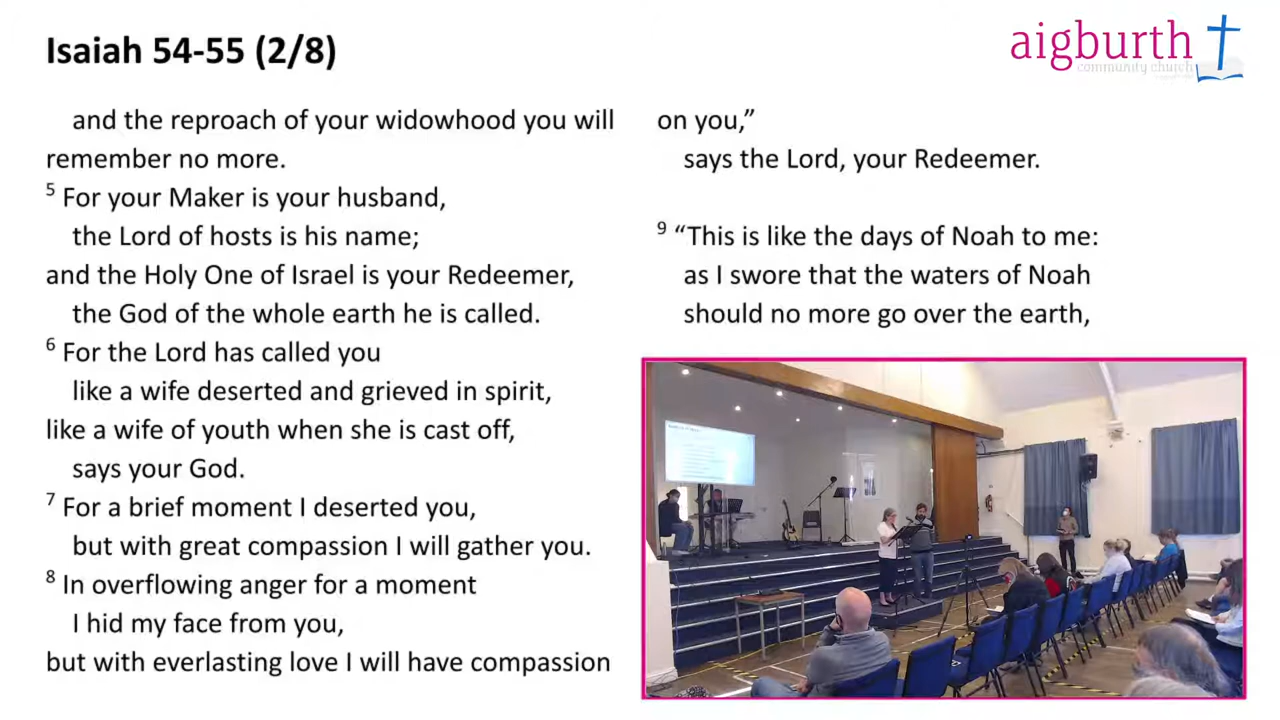 Isaiah 54-55 (2/8)
aigburth
community church
and the reproach of your widowhood you will
remember no more.
5 For your Maker is your husband,
the Lord of hosts is his name;
and the Holy One of Israel is your Redeemer,
the God of the whole earth he is called.
6 For the Lord has called you
like a wife deserted and grieved in spirit,
like a wife of youth when she is cast off,
says your God.
7 For a brief moment I deserted you,
but with great compassion I will gather you.
8 In overflowing anger for a moment
I hid my face from you,
but with everlasting love I will have compassion
on you,”
says the Lord, your Redeemer.
9 “This is like the days of Noah to me:
as I swore that the waters of Noah
should no more go over the earth,